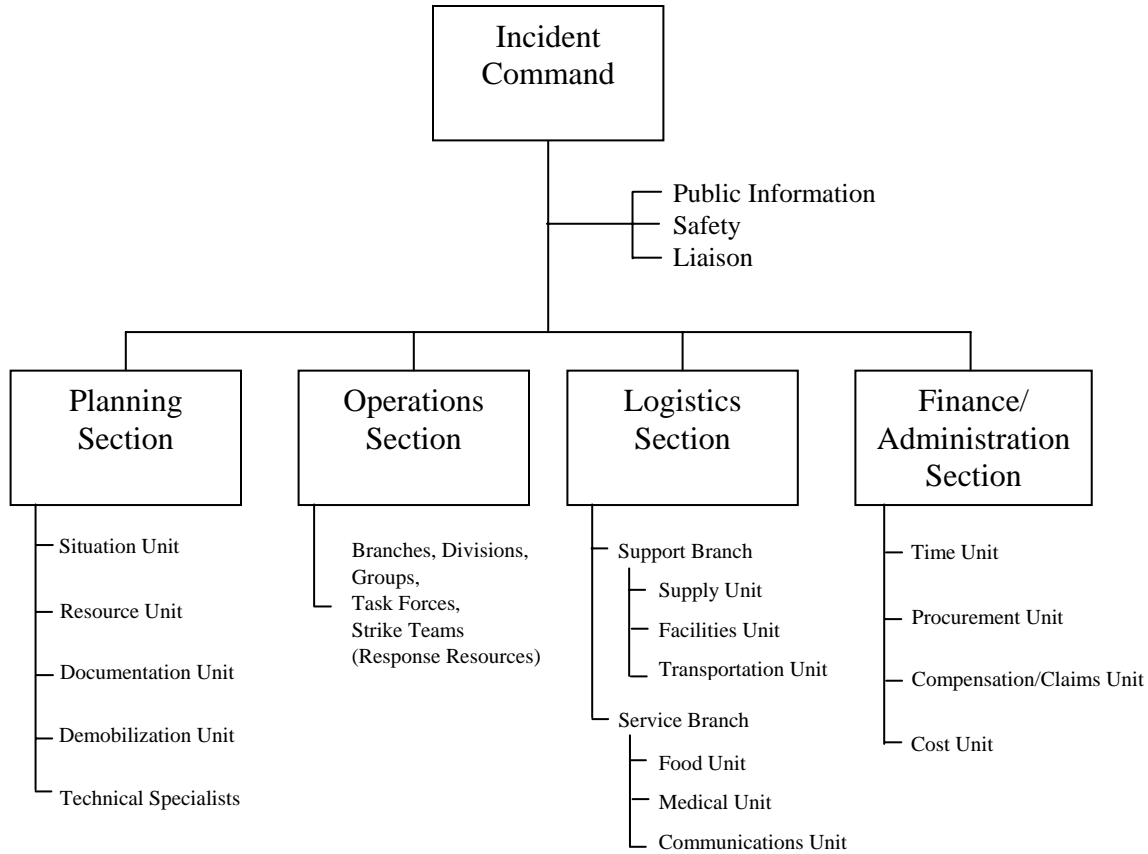 Incident
Command
Public Information
Safety
Liaison
Planning
Section
Operations
Section
Logistics
Section
Finance/
Administration
Section
Situation Unit
Resource Unit
Documentation Unit
Demobilization Unit
Technical Specialists
Branches, Divisions,
Groups,
Task Forces,
Strike Teams
(Response Resources)
Support Branch
Supply Unit
Facilities Unit
Transportation Unit
Service Branch
Food Unit
Medical Unit
Communications Unit
Time Unit
Procurement Unit
Compensation/Claims Unit
Cost Unit